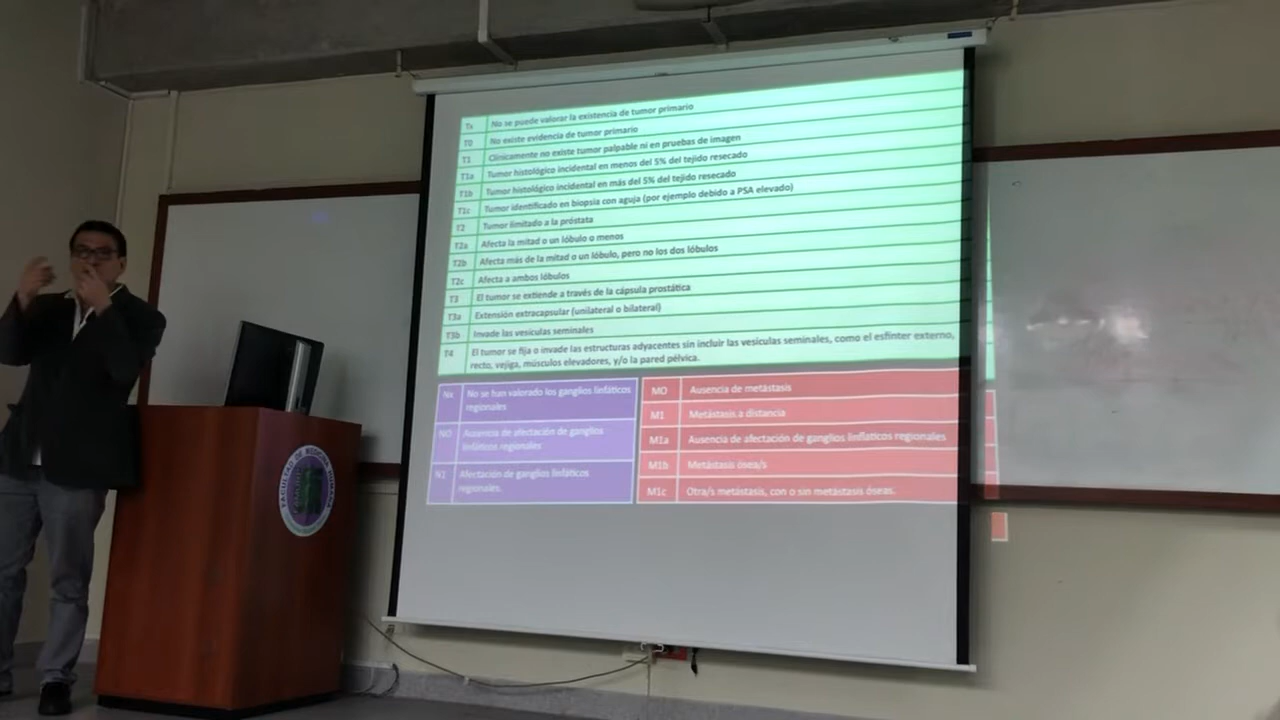 Tx No se puede valorar la existencia de tumor primario
T0 No existe evidencia de tumor primario
T1 Clínicamente no existe tumor palpable ni en pruebas de imagen
T1a Tumor histológico incidental en menos del 5% del tejido resecado
T1b Tumor histológico incidental en más del 5% del tejido resecado
T1c Tumor identificado en biopsia con aguja (por ejemplo debido a PSA elevado)
T2 Tumor limitado a la próstata
T2a Afecta la mitad o un lóbulo o menos
T2b Afecta más de la mitad o un lóbulo, pero no los dos lóbulos
T2c Afecta a ambos lóbulos
T3 El tumor se extiende a través de la cápsula prostática
T3a Extensión extracapsular (unilateral o bilateral)
T3b Invade las vesículas seminales
T4 El tumor se fija o invade las estructuras adyacentes sin incluir las vesículas seminales, como el esfínter externo,
recto, vejiga, músculos elevadores, y/o la pared pélvica.
Nx No se han valorado los ganglios linfáticos
regionales
N0 Ausencia de afectación de ganglios
linfáticos regionales
N1 Afectación de ganglios linfáticos
regionales.
M0 Ausencia de metástasis
M1 Metástasis a distancia
M1a Ausencia de afectación de ganglios linfláticos regionales
M1b Metástasis ósea/s
M1c Otra/s metástasis, con o sin metástasis óseas.
FACULTAD DE MEDICINA HUMANA